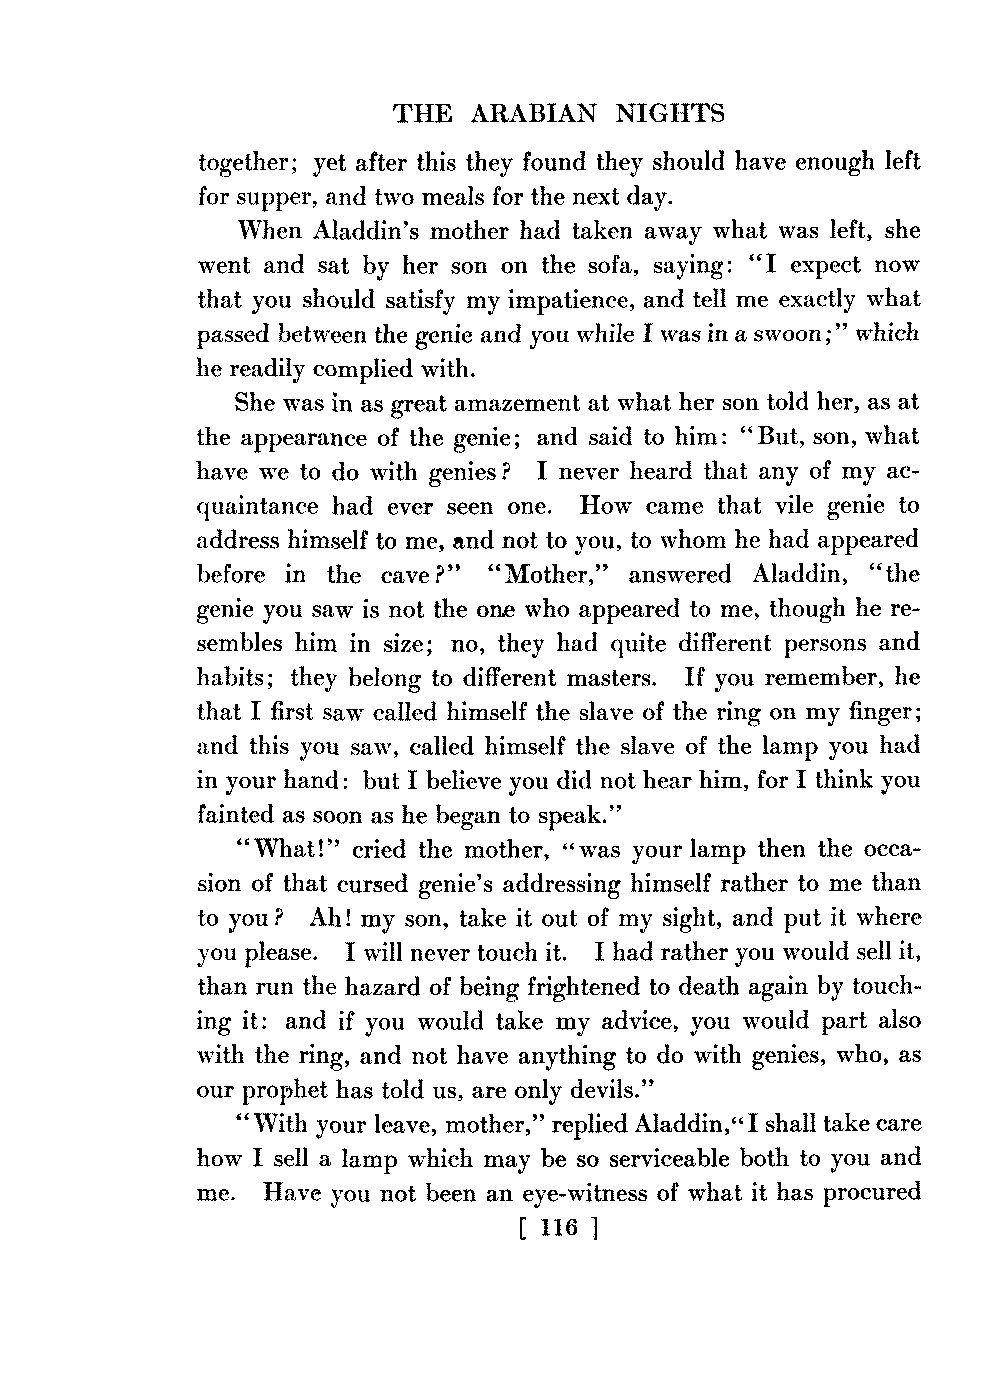 THE ARABIAN NIGHTS
together; yet after this they found they should have enough left
for supper, and two meals for the next day.
When Aladdin's mother had taken away what was left, she
went and sat by her son on the sofa, saying: "I expect now
that you should satisfy my impatience, and tell me exactly what
passed between the genie and you while I was in a swoon;" which
he readily complied with.
She was in as great amazement at what her son told her, as at
the appearance of the genie; and said to him: "But, son, what
have we to do with genies? I never heard that any of my ac-
quaintance had ever seen one. How came that vile genie to
address himself to me, and not to you, to whom he had appeared
before in the cave?" "Mother," answered Aladdin, "the
genie you saw is not the one who appeared to me, though he re-
sembles him in size; no, they had quite different persons and
habits; they belong to different masters. If you remember, he
that I first saw called himself the slave of the ring on my finger;
and this you saw, called himself the slave of the lamp you had
in your hand: but I believe you did not hear him, for I think you
fainted as soon as he began to speak."
"What!" cried the mother, "was your lamp then the occa-
sion of that cursed genie's addressing himself rather to me than
to you? Ah! my son, take it out of my sight, and put it where
you please. I will never touch it. I had rather you would sell it,
than run the hazard of being frightened to death again by touch-
ing it: and if you would take my advice, you would part also
with the ring, and not have anything to do with genies, who, as
our prophet has told us, are only devils."
"With your leave, mother," replied Aladdin, "I shall take care
how I sell a lamp which may be so serviceable both to you and
me. Have you not been an eye-witness of what it has procured
[ 116 ]